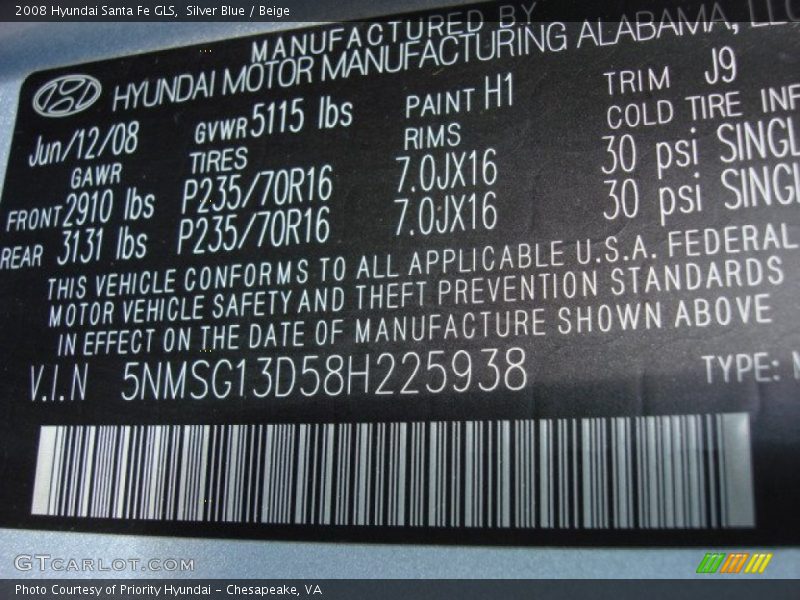 2008 Hyundai Santa Fe GLS, Silver Blue / Beige
MANUFACTURED BY
HYUNDAI MOTOR MANUFACTURING ALABAMA, LLC
Jun/12/08 GVWR 5115 lbs PAINT H1 TRIM J9
GAWR TIRES RIMS COLD TIRE INF
FRONT 2910 lbs P235/70R16 7.0JX16 30 psi SINGL
REAR 3131 lbs P235/70R16 7.0JX16 30 psi SINGL
THIS VEHICLE CONFORMS TO ALL APPLICABLE U.S.A. FEDERAL
MOTOR VEHICLE SAFETY AND THEFT PREVENTION STANDARDS
IN EFFECT ON THE DATE OF MANUFACTURE SHOWN ABOVE
V.I.N 5NMSG13D58H225938 TYPE:
GTCARLOT.COM
Photo Courtesy of Priority Hyundai - Chesapeake, VA